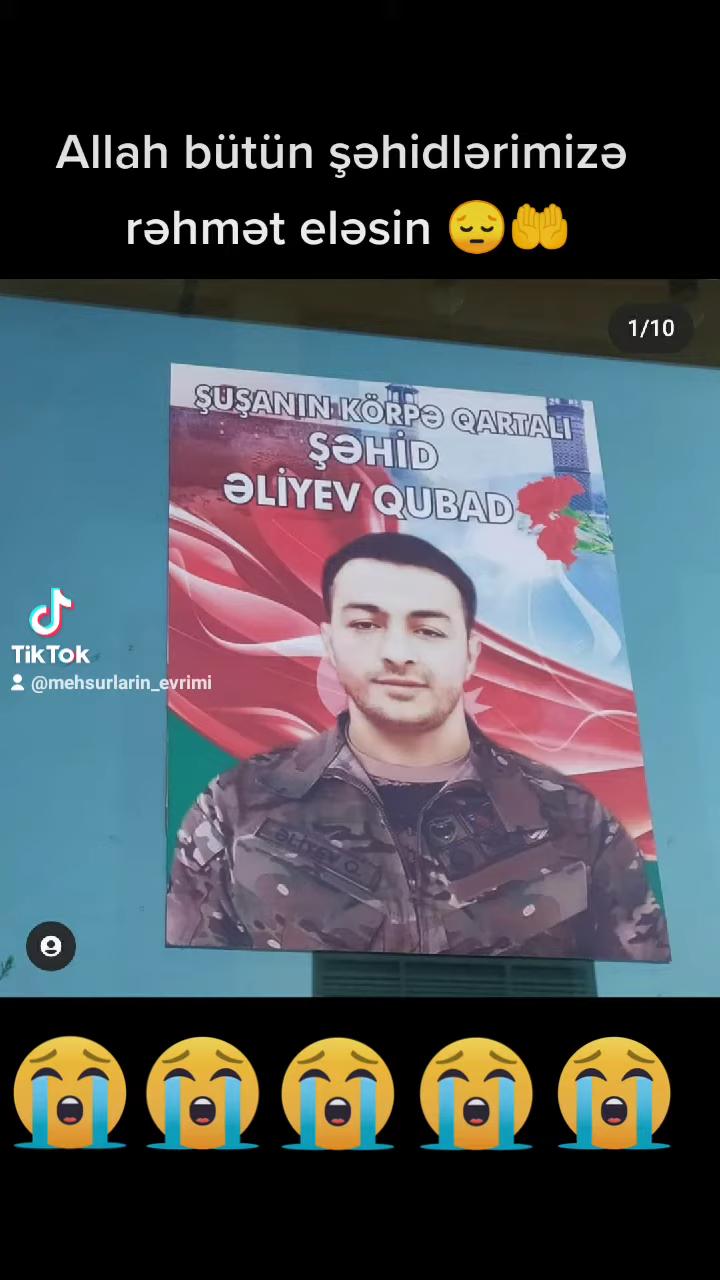 Allah bütün şəhidlərimizə
rəhmət eləsin 😔🤲
1/10
ŞUŞANIN KÖRPƏ QARTALI
ŞƏHİD
ƏLİYEV QUBAD
TikTok
@mehsurlarin_evrimi
ƏLİYEV Q.